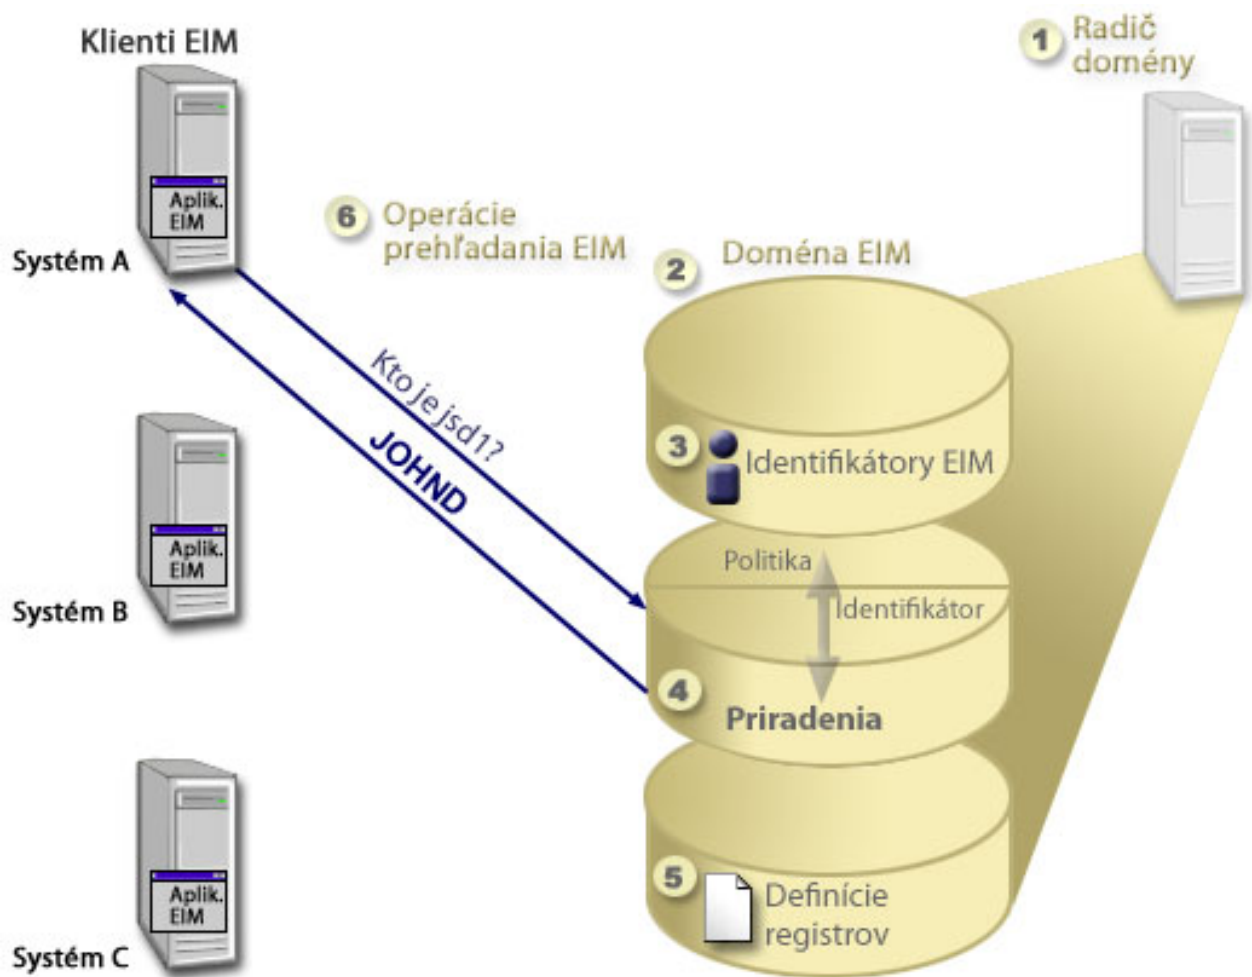 Klienti EIM
1 Radič
domény
Aplik.
EIM
Systém A
6 Operácie
prehľadania EIM
2 Doména EIM
Kto je jsd1?
JOHND
3 Identifikátory EIM
Aplik.
EIM
Systém B
Politika
Identifikátor
4
Priradenia
Aplik.
EIM
Systém C
5 Definície
registrov